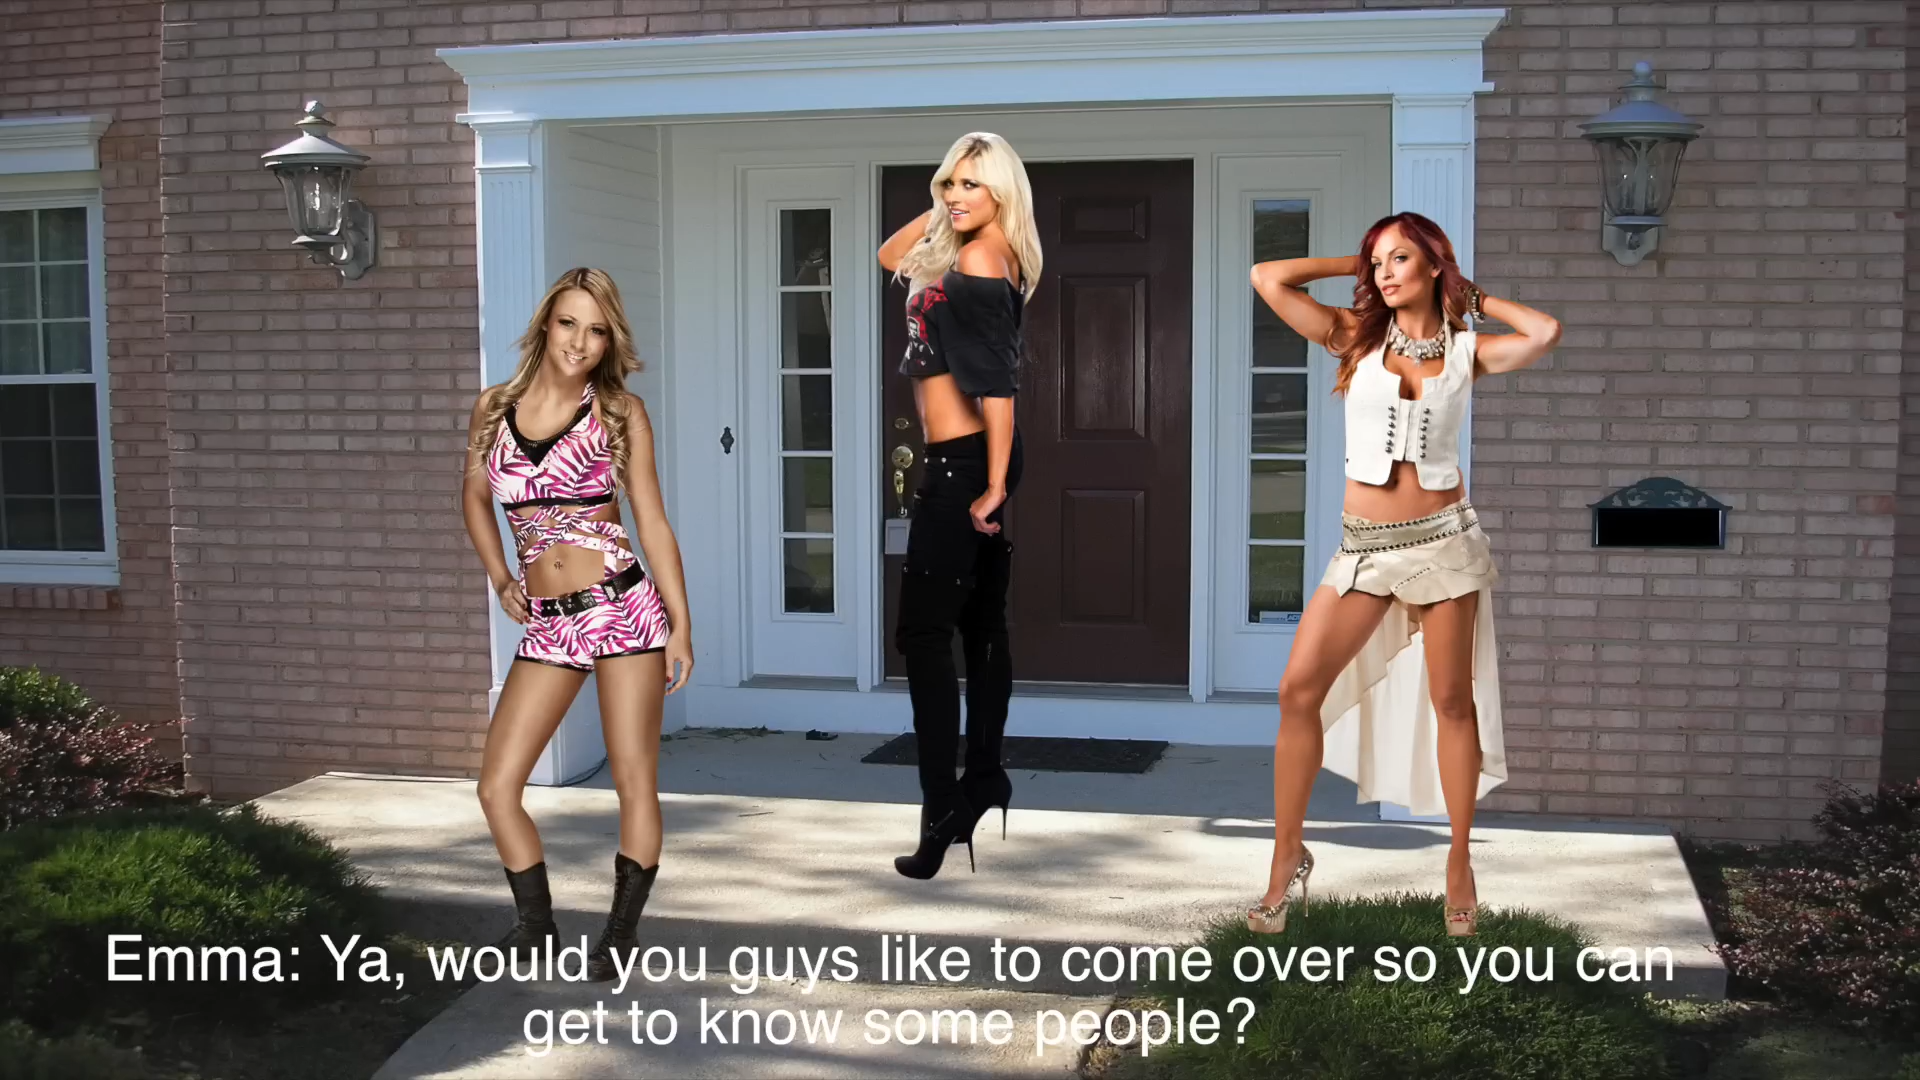 Emma: Ya, would you guys like to come over so you can
get to know some people?